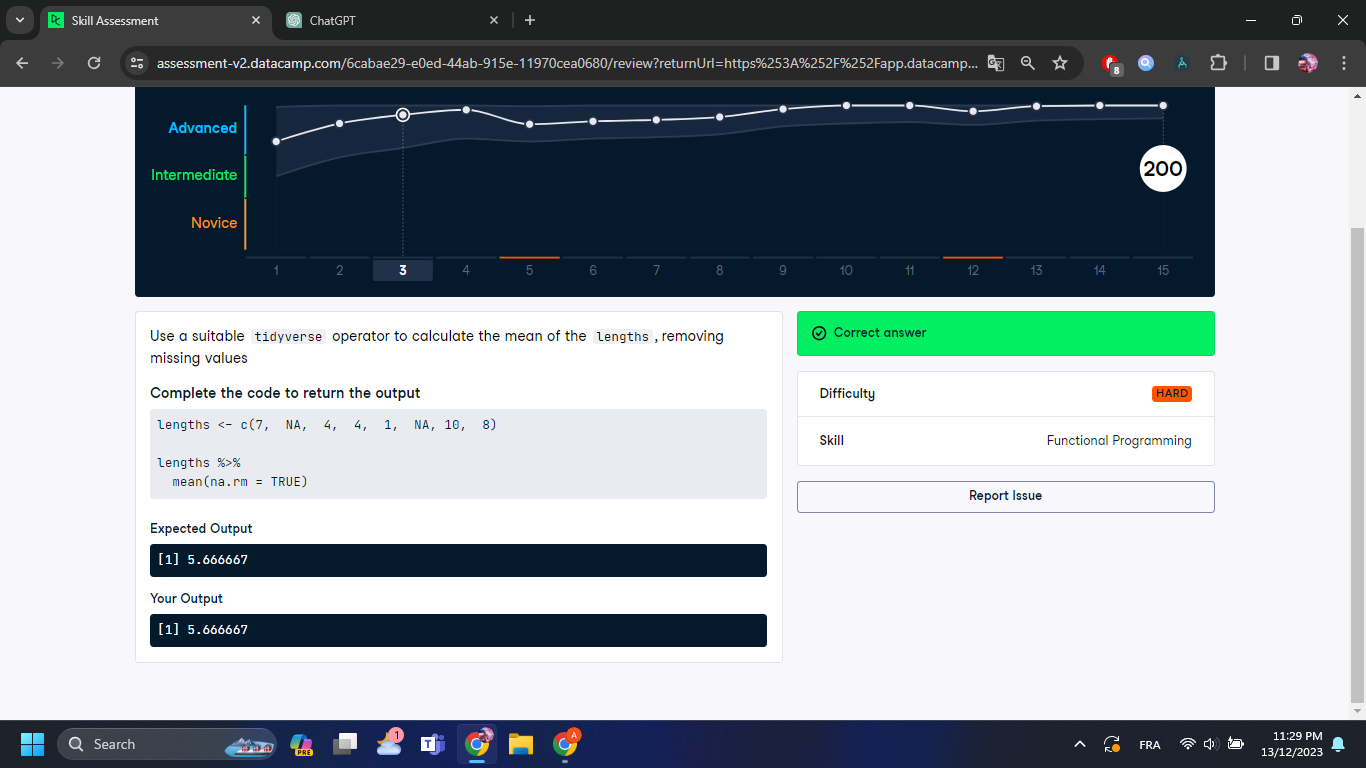 Skill Assessment
ChatGPT
assessment-v2.datacamp.com/6cabae29-e0ed-44ab-915e-11970cea0680/review?returnUrl=https%253A%252F%252Fapp.datacamp...
8
Advanced
Intermediate
Novice
200
1 2 3 4 5 6 7 8 9 10 11 12 13 14 15
Use a suitable tidyverse operator to calculate the mean of the lengths, removing
missing values
Complete the code to return the output
lengths <- c(7, NA, 4, 4, 1, NA, 10, 8)
lengths %>%
mean(na.rm = TRUE)
Expected Output
[1] 5.666667
Your Output
[1] 5.666667
Correct answer
Difficulty HARD
Skill Functional Programming
Report Issue
Search
PRE
1
A
FRA
11:29 PM
13/12/2023